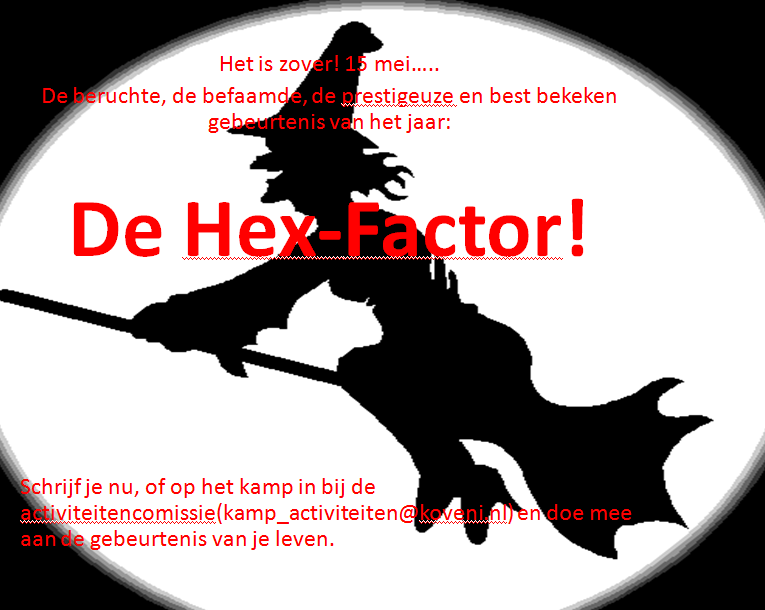 Het is zover! 15 mei…..
De beruchte, de befaamde, de prestigeuze en best bekeken
gebeurtenis van het jaar:
De Hex-Factor!
Schrijf je nu, of op het kamp in bij de
activiteitencomissie(kamp_activiteiten@koveni.nl) en doe mee
aan de gebeurtenis van je leven.